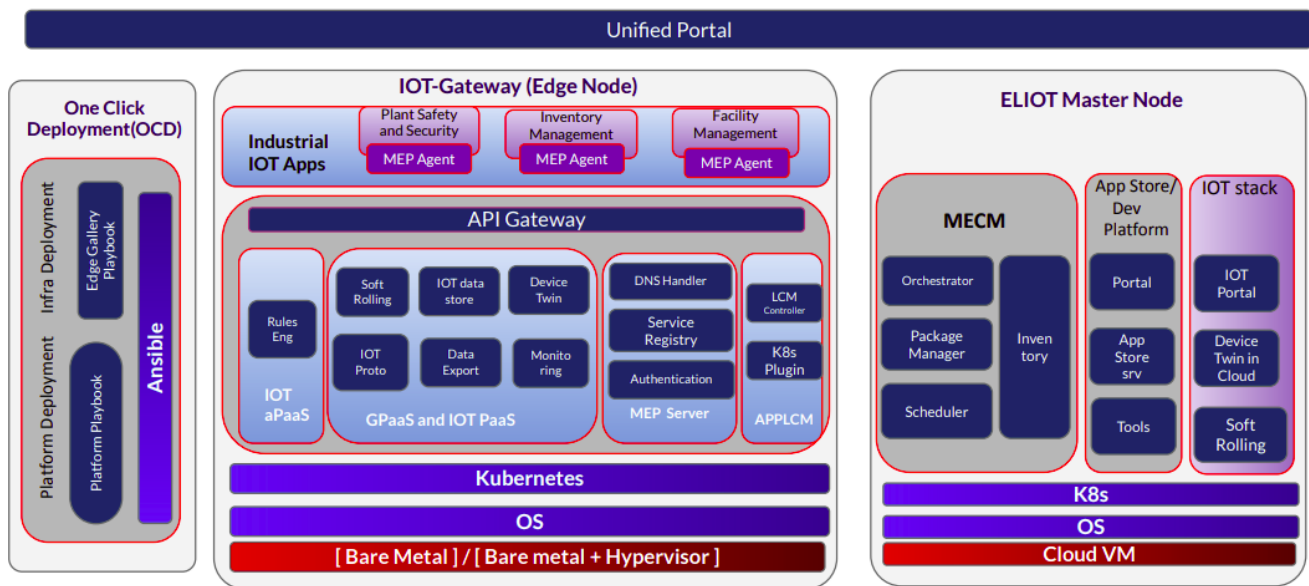 Unified Portal
One Click
Deployment(OCD)
Infra Deployment
Edge Gallery
Playbook
Platform Deployment
Platform Playbook
Ansible
IOT-Gateway (Edge Node)
Industrial
IOT Apps
Plant Safety
and Security
MEP Agent
Inventory
Management
MEP Agent
Facility
Management
MEP Agent
API Gateway
Rules
Eng
IOT
aPaaS
Soft
Rolling
IOT data
store
Device
Twin
IOT
Proto
Data
Export
Monito
ring
GPaaS and IOT PaaS
DNS Handler
Service
Registry
Authentication
MEP Server
LCM
Controller
K8s
Plugin
APPLCM
Kubernetes
OS
[ Bare Metal ] / [ Bare metal + Hypervisor ]
ELIOT Master Node
MECM
Orchestrator
Package
Manager
Scheduler
Inven
tory
App Store/
Dev
Platform
Portal
App
Store
srv
Tools
IOT stack
IOT
Portal
Device
Twin in
Cloud
Soft
Rolling
K8s
OS
Cloud VM